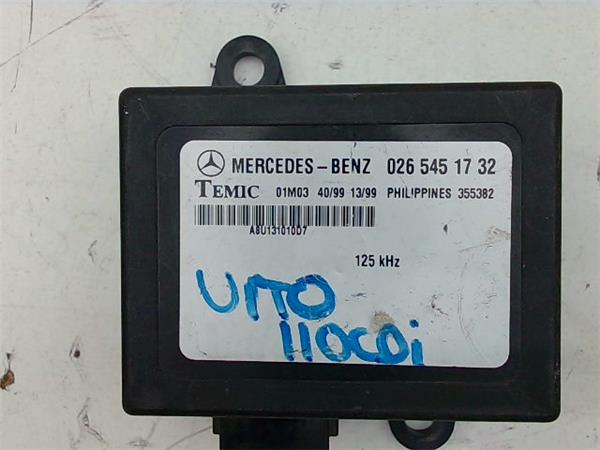 MERCEDES-BENZ 026 545 17 32
TEMIC 01M03 40/99 13/99 PHILIPPINES 355382
A8U131010D7
125 kHz
VITO
110CDi